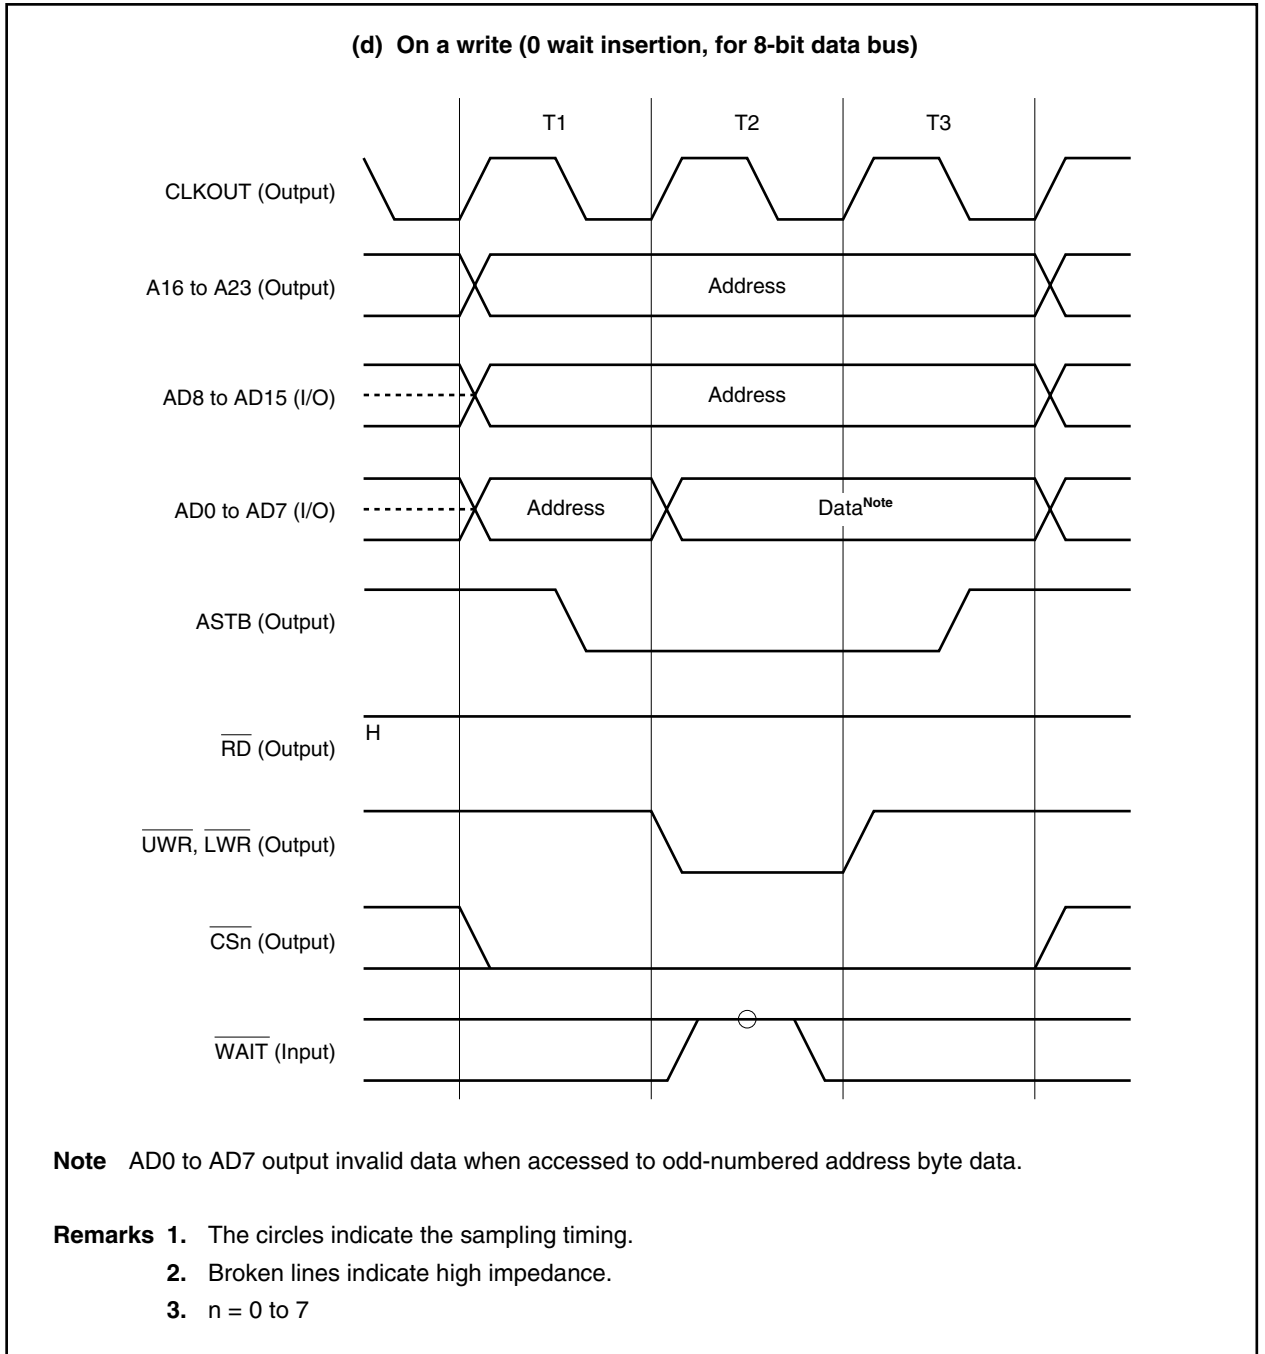 (d) On a write (0 wait insertion, for 8-bit data bus)
T1 T2 T3
CLKOUT (Output)
A16 to A23 (Output) Address
AD8 to AD15 (I/O) Address
AD0 to AD7 (I/O) Address Data Note
ASTB (Output)
H
RD (Output)
UWR, LWR (Output)
CSn (Output)
WAIT (Input)
Note AD0 to AD7 output invalid data when accessed to odd-numbered address byte data.
Remarks 1. The circles indicate the sampling timing.
2. Broken lines indicate high impedance.
3. n = 0 to 7